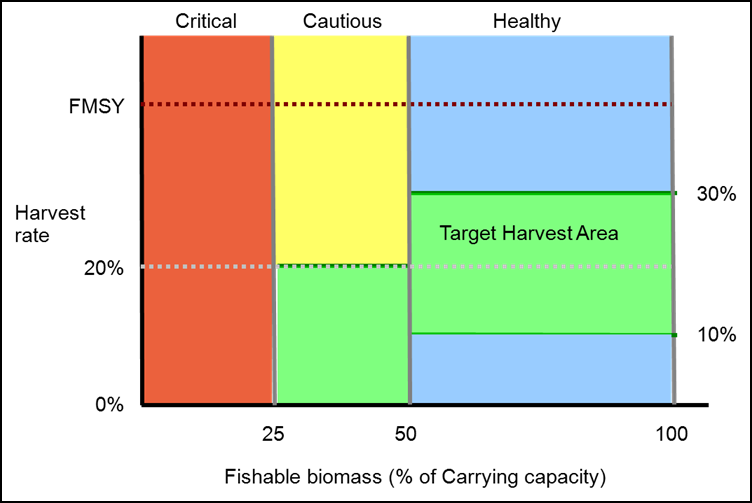 Critical Cautious Healthy
FMSY
30%
Harvest
rate
Target Harvest Area
20%
10%
0%
25 50 100
Fishable biomass (% of Carrying capacity)